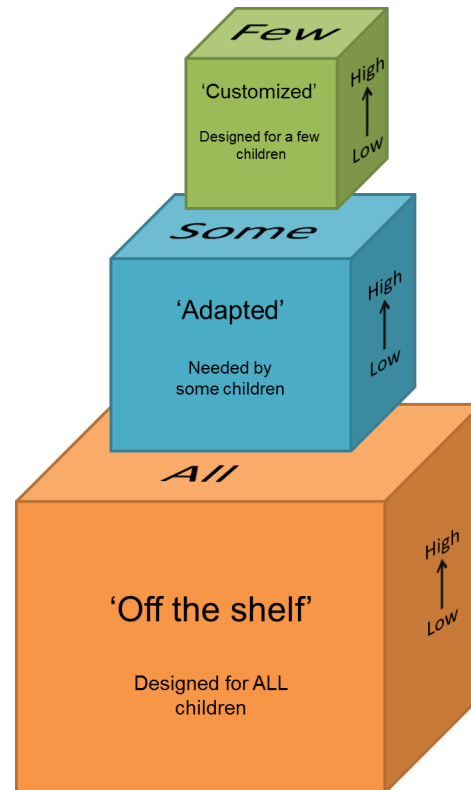 Few
‘Customized’
Designed for a few
children
High
Low
Some
‘Adapted’
Needed by
some children
High
Low
All
‘Off the shelf’
Designed for ALL
children
High
Low